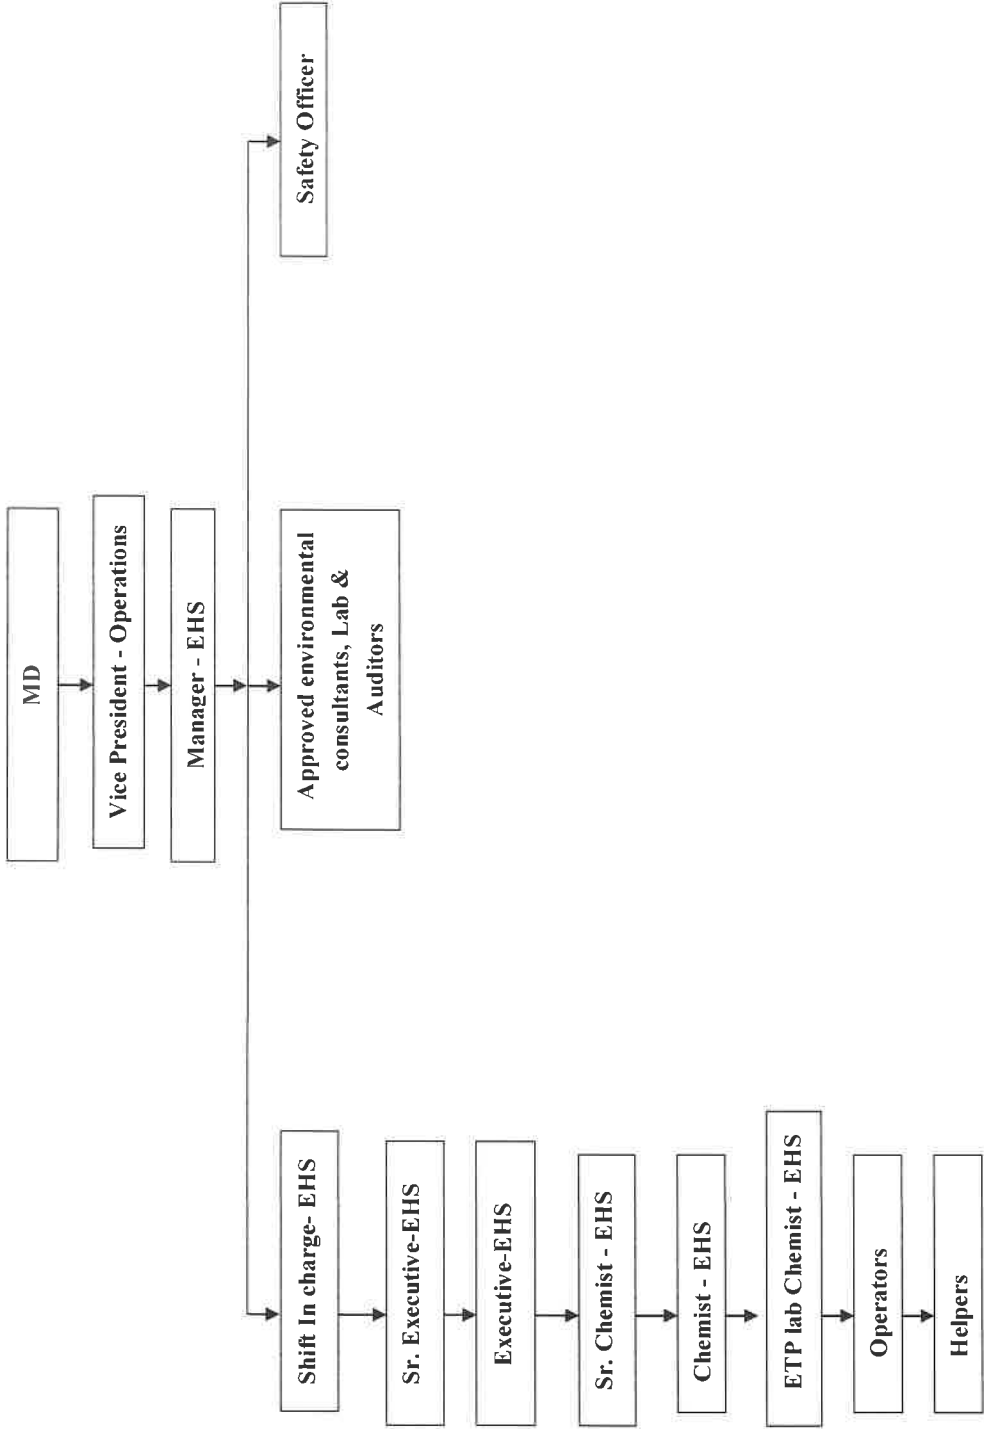 MD
Vice President - Operations
Manager - EHS
Shift In charge- EHS
Approved environmental
consultants, Lab &
Auditors
Safety Officer
Sr. Executive-EHS
Executive-EHS
Sr. Chemist - EHS
Chemist - EHS
ETP lab Chemist - EHS
Operators
Helpers